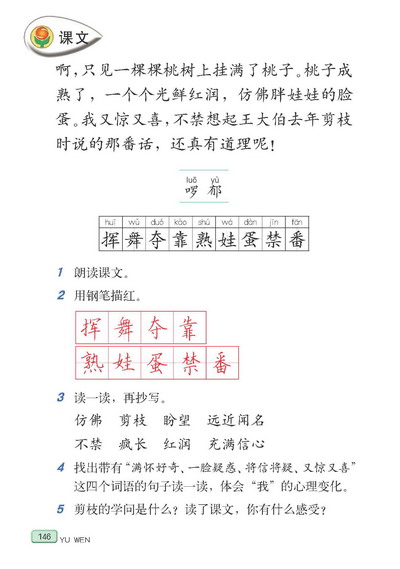 课文
啊，只见一棵棵桃树上挂满了桃子。桃子成
熟了，一个个光鲜红润，仿佛胖娃娃的脸
蛋。我又惊又喜，不禁想起王大伯去年剪枝
时说的那番话，还真有道理呢！
luō yù
啰 郁
huī wǔ duó kào shú wá dàn jīn fān
挥 舞 夺 靠 熟 娃 蛋 禁 番
1 朗读课文。
2 用钢笔描红。
挥 舞 夺 靠
熟 娃 蛋 禁 番
3 读一读，再抄写。
仿佛 剪枝 盼望 远近闻名
不禁 疯长 红润 充满信心
4 找出带有“满怀好奇、一脸疑惑、将信将疑、又惊又喜”
这四个词语的句子读一读，体会“我”的心理变化。
5 剪枝的学问是什么？读了课文，你有什么感受？
146 YU WEN